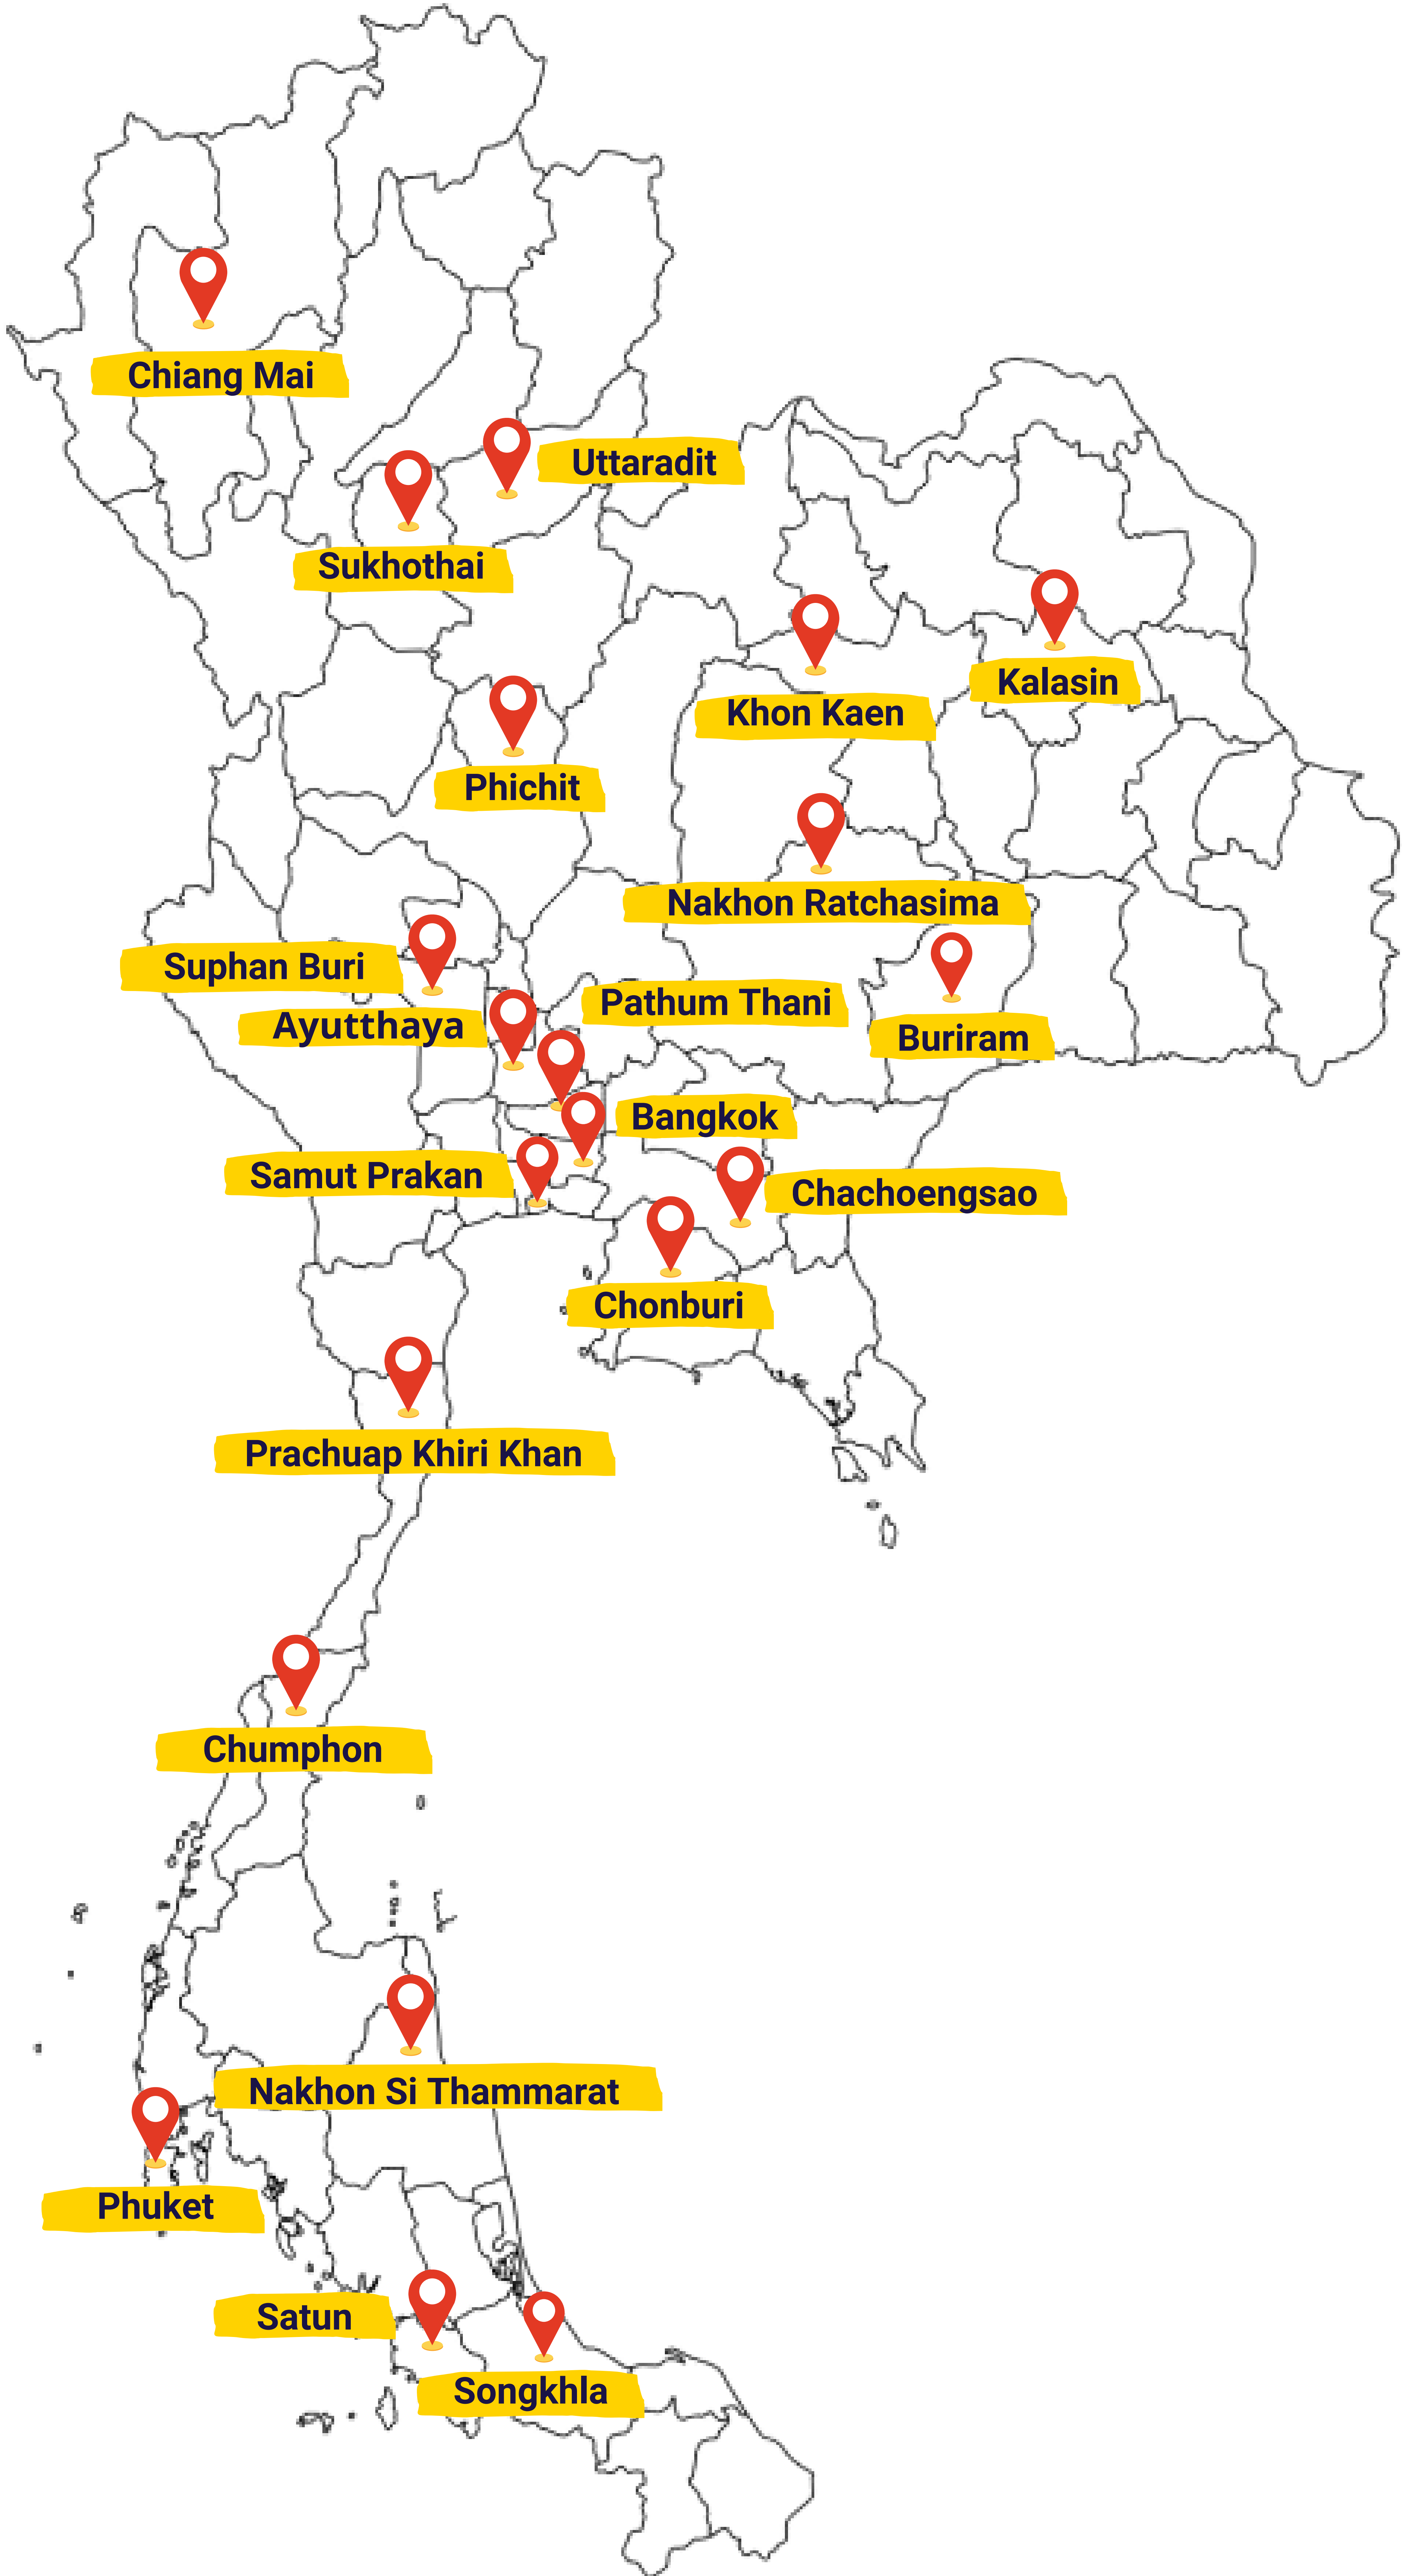 Chiang Mai
Uttaradit
Sukhothai
Kalasin
Khon Kaen
Phichit
Nakhon Ratchasima
Suphan Buri
Pathum Thani
Ayutthaya
Buriram
Bangkok
Samut Prakan
Chachoengsao
Chonburi
Prachuap Khiri Khan
Chumphon
Nakhon Si Thammarat
Phuket
Satun
Songkhla